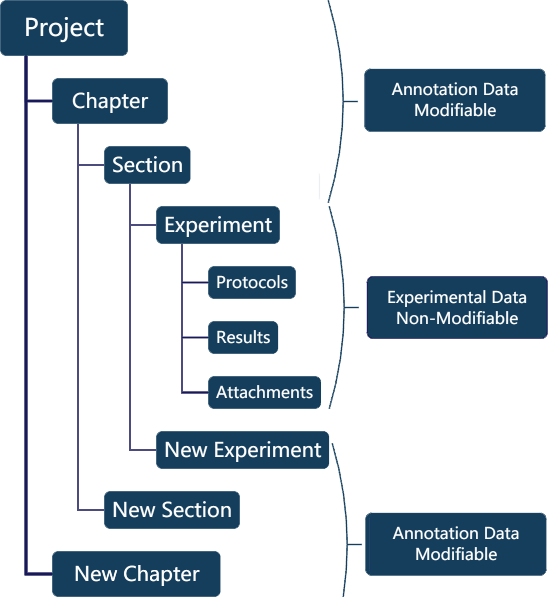 Project
Chapter
Annotation Data
Modifiable
Section
Experiment
Protocols
Experimental Data
Non-Modifiable
Results
Attachments
New Experiment
New Section
Annotation Data
Modifiable
New Chapter